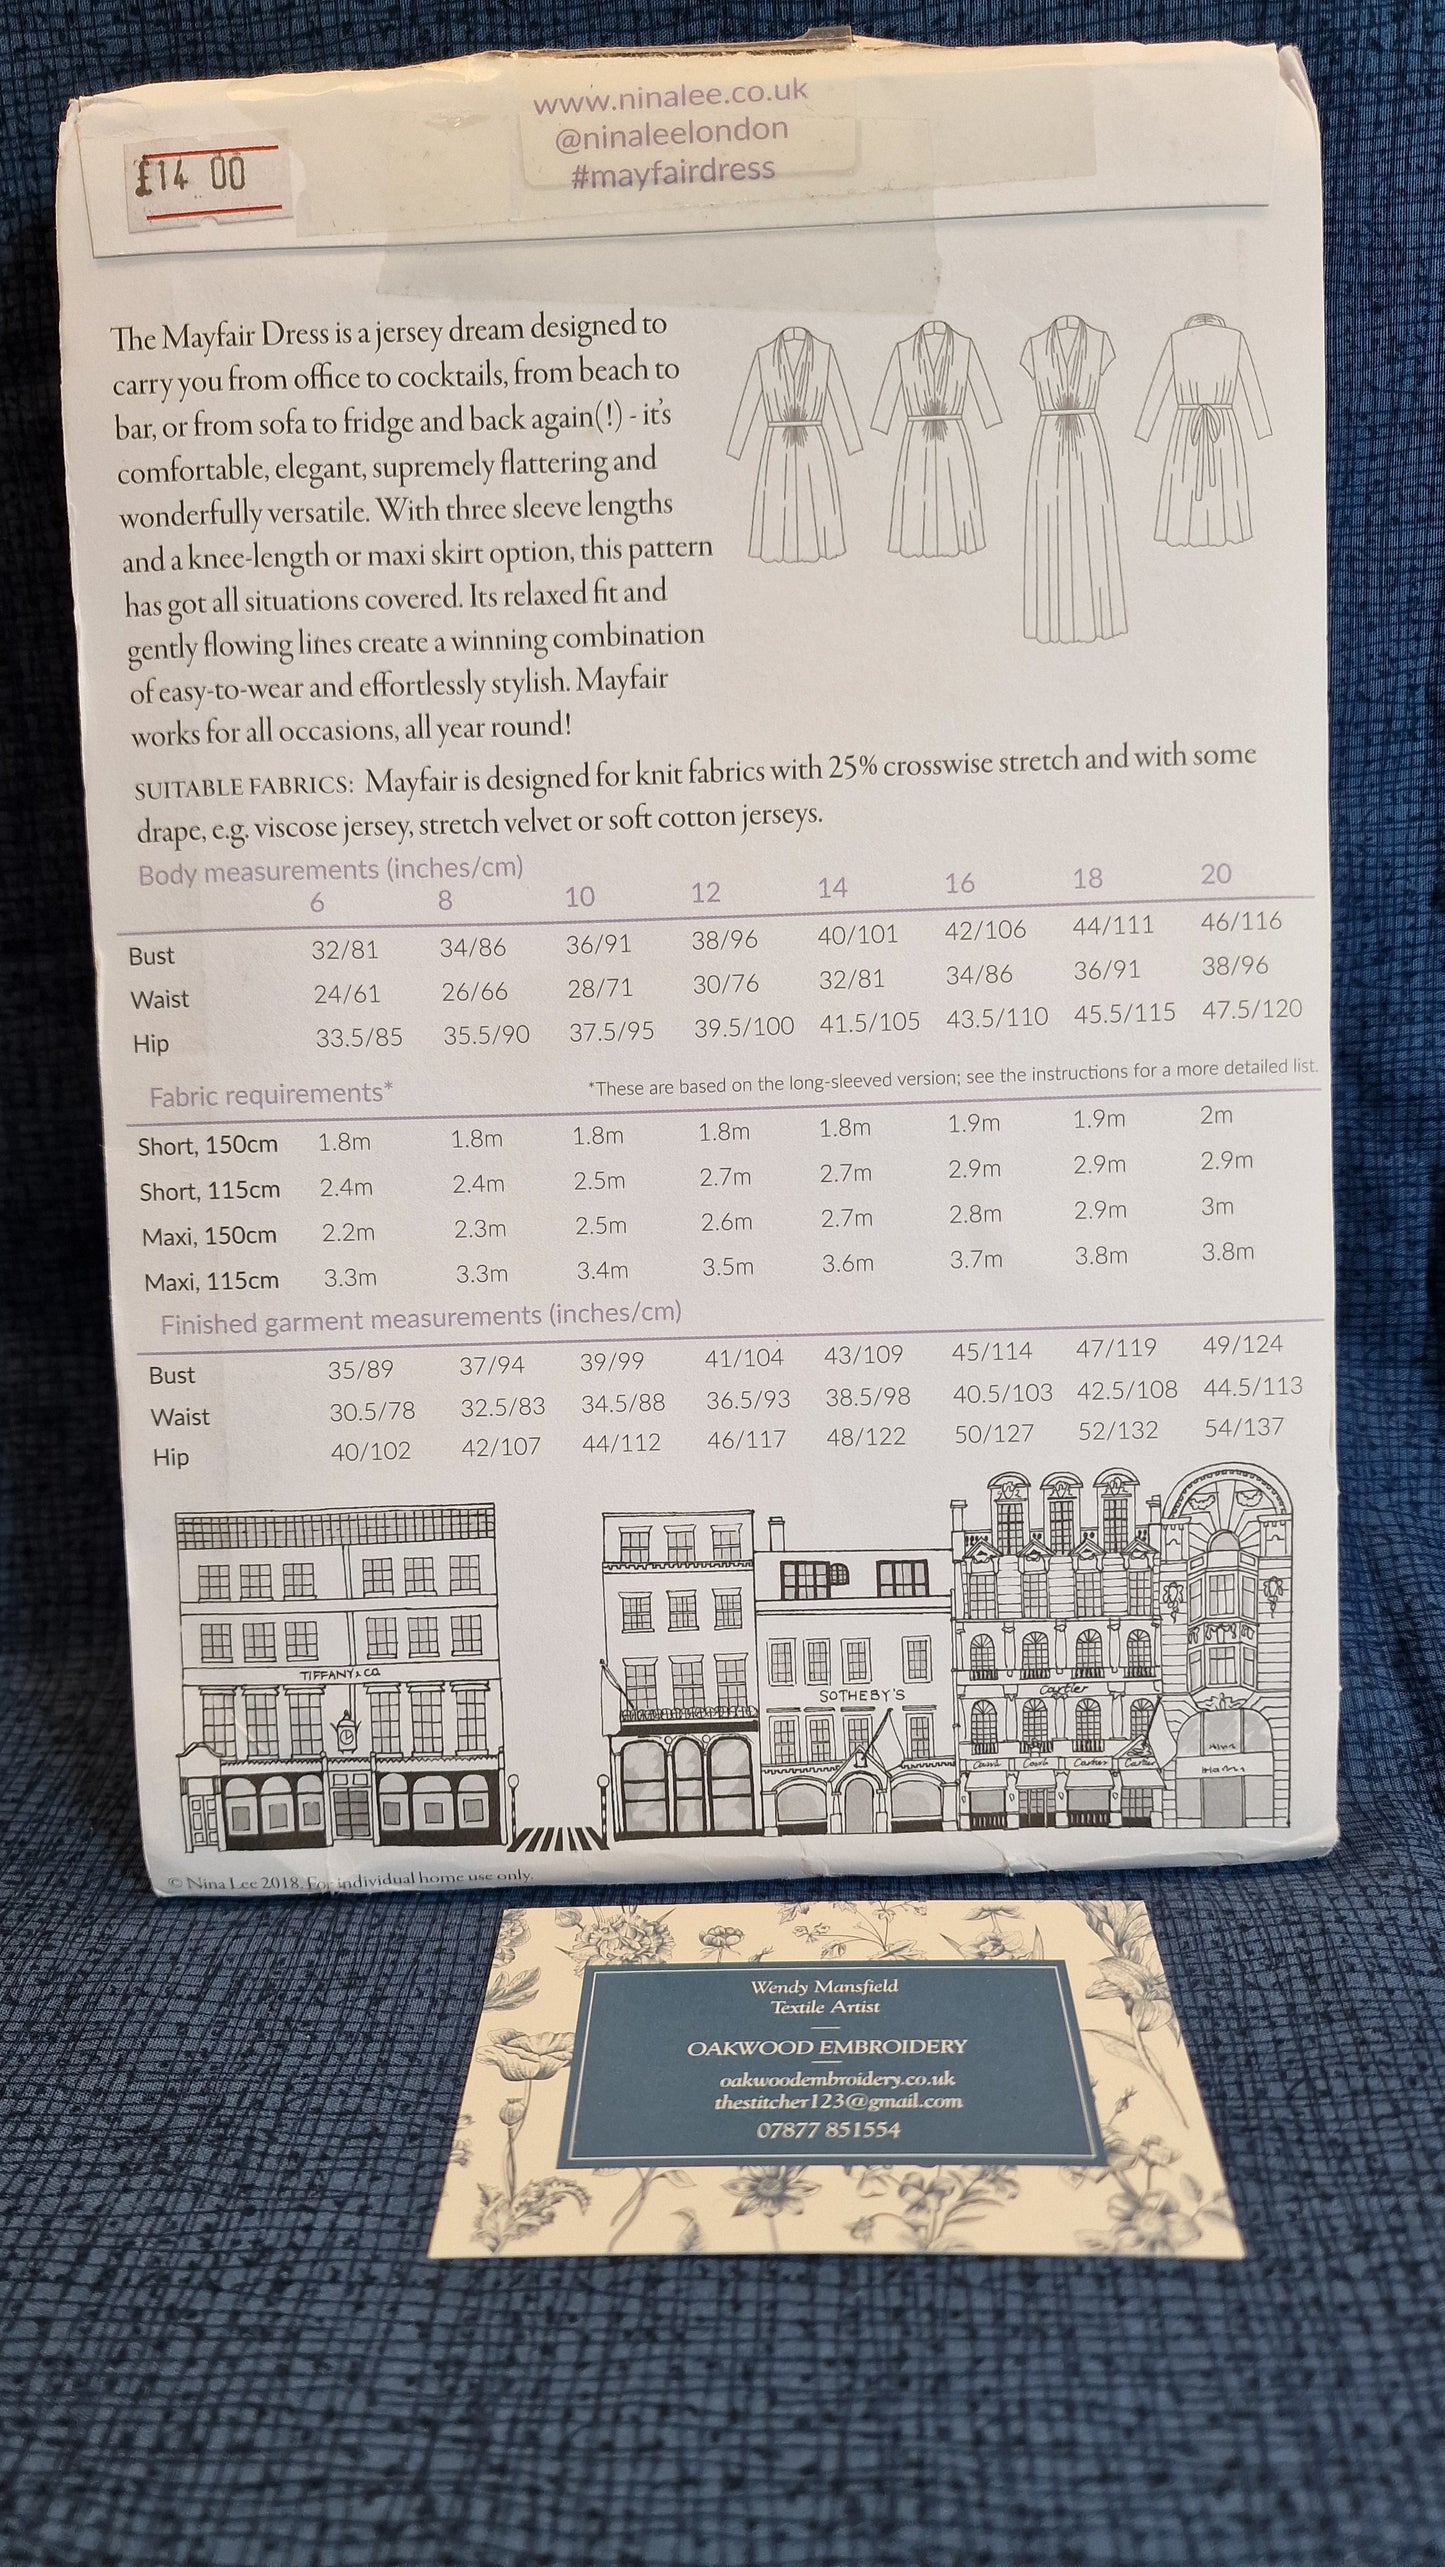 www.ninalee.co.uk
@ninaleelondon
#mayfairdress
£14 00
The Mayfair Dress is a jersey dream designed to
carry you from office to cocktails, from beach to
bar, or from sofa to fridge and back again(!) - it's
comfortable, elegant, supremely flattering and
wonderfully versatile. With three sleeve lengths
and a knee-length or maxi skirt option, this pattern
has got all situations covered. Its relaxed fit and
gently flowing lines create a winning combination
of easy-to-wear and effortlessly stylish. Mayfair
works for all occasions, all year round!
SUITABLE FABRICS: Mayfair is designed for knit fabrics with 25% crosswise stretch and with some
drape, e.g. viscose jersey, stretch velvet or soft cotton jerseys.
Body measurements (inches/cm)
6 8 10 12 14 16 18 20
Bust 32/81 34/86 36/91 38/96 40/101 42/106 44/111 46/116
Waist 24/61 26/66 28/71 30/76 32/81 34/86 36/91 38/96
Hip 33.5/85 35.5/90 37.5/95 39.5/100 41.5/105 43.5/110 45.5/115 47.5/120
Fabric requirements* *These are based on the long-sleeved version; see the instructions for a more detailed list.
Short, 150cm 1.8m 1.8m 1.8m 1.8m 1.8m 1.9m 1.9m 2m
Short, 115cm 2.4m 2.4m 2.5m 2.7m 2.7m 2.9m 2.9m 2.9m
Maxi, 150cm 2.2m 2.3m 2.5m 2.6m 2.7m 2.8m 2.9m 3m
Maxi, 115cm 3.3m 3.3m 3.4m 3.5m 3.6m 3.7m 3.8m 3.8m
Finished garment measurements (inches/cm)
Bust 35/89 37/94 39/99 41/104 43/109 45/114 47/119 49/124
Waist 30.5/78 32.5/83 34.5/88 36.5/93 38.5/98 40.5/103 42.5/108 44.5/113
Hip 40/102 42/107 44/112 46/117 48/122 50/127 52/132 54/137
TIFFANY & CO
SOTHEBY'S
Cartier
Cartier Cartier
© Nina Lee 2018. For individual home use only.
Wendy Mansfield
Textile Artist
OAKWOOD EMBROIDERY
oakwoodembroidery.co.uk
thestitcher123@gmail.com
07877 851554